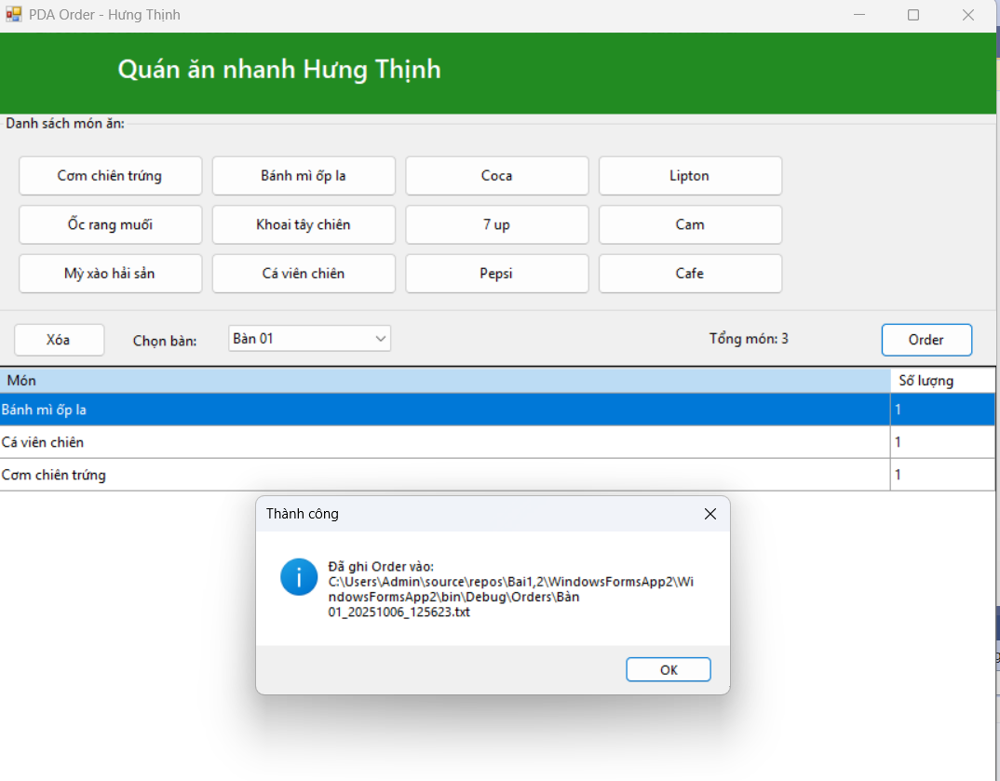 PDA Order - Hưng Thịnh
Quán ăn nhanh Hưng Thịnh
Danh sách món ăn:
Cơm chiên trứng Bánh mì ốp la Coca Lipton
Ốc rang muối Khoai tây chiên 7 up Cam
Mỳ xào hải sản Cá viên chiên Pepsi Cafe
Xóa Chọn bàn: Bàn 01 Tổng món: 3 Order
Món Số lượng
Bánh mì ốp la 1
Cá viên chiên 1
Cơm chiên trứng 1
Thành công
Đã ghi Order vào:
C:\Users\Admin\source\repos\Bai1,2\WindowsFormsApp2\Wi
ndowsFormsApp2\bin\Debug\Orders\Bàn
01_20251006_125623.txt
OK